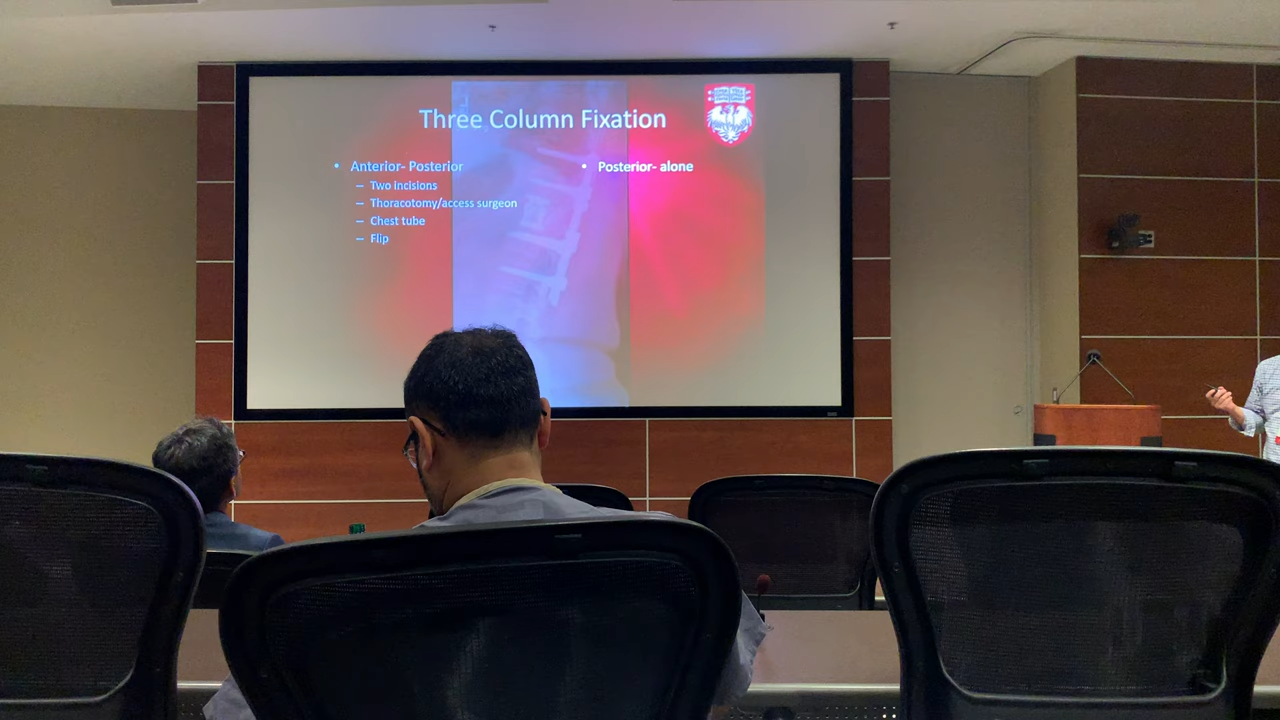 Three Column Fixation
• Anterior- Posterior
– Two incisions
– Thoracotomy/access surgeon
– Chest tube
– Flip
• Posterior- alone